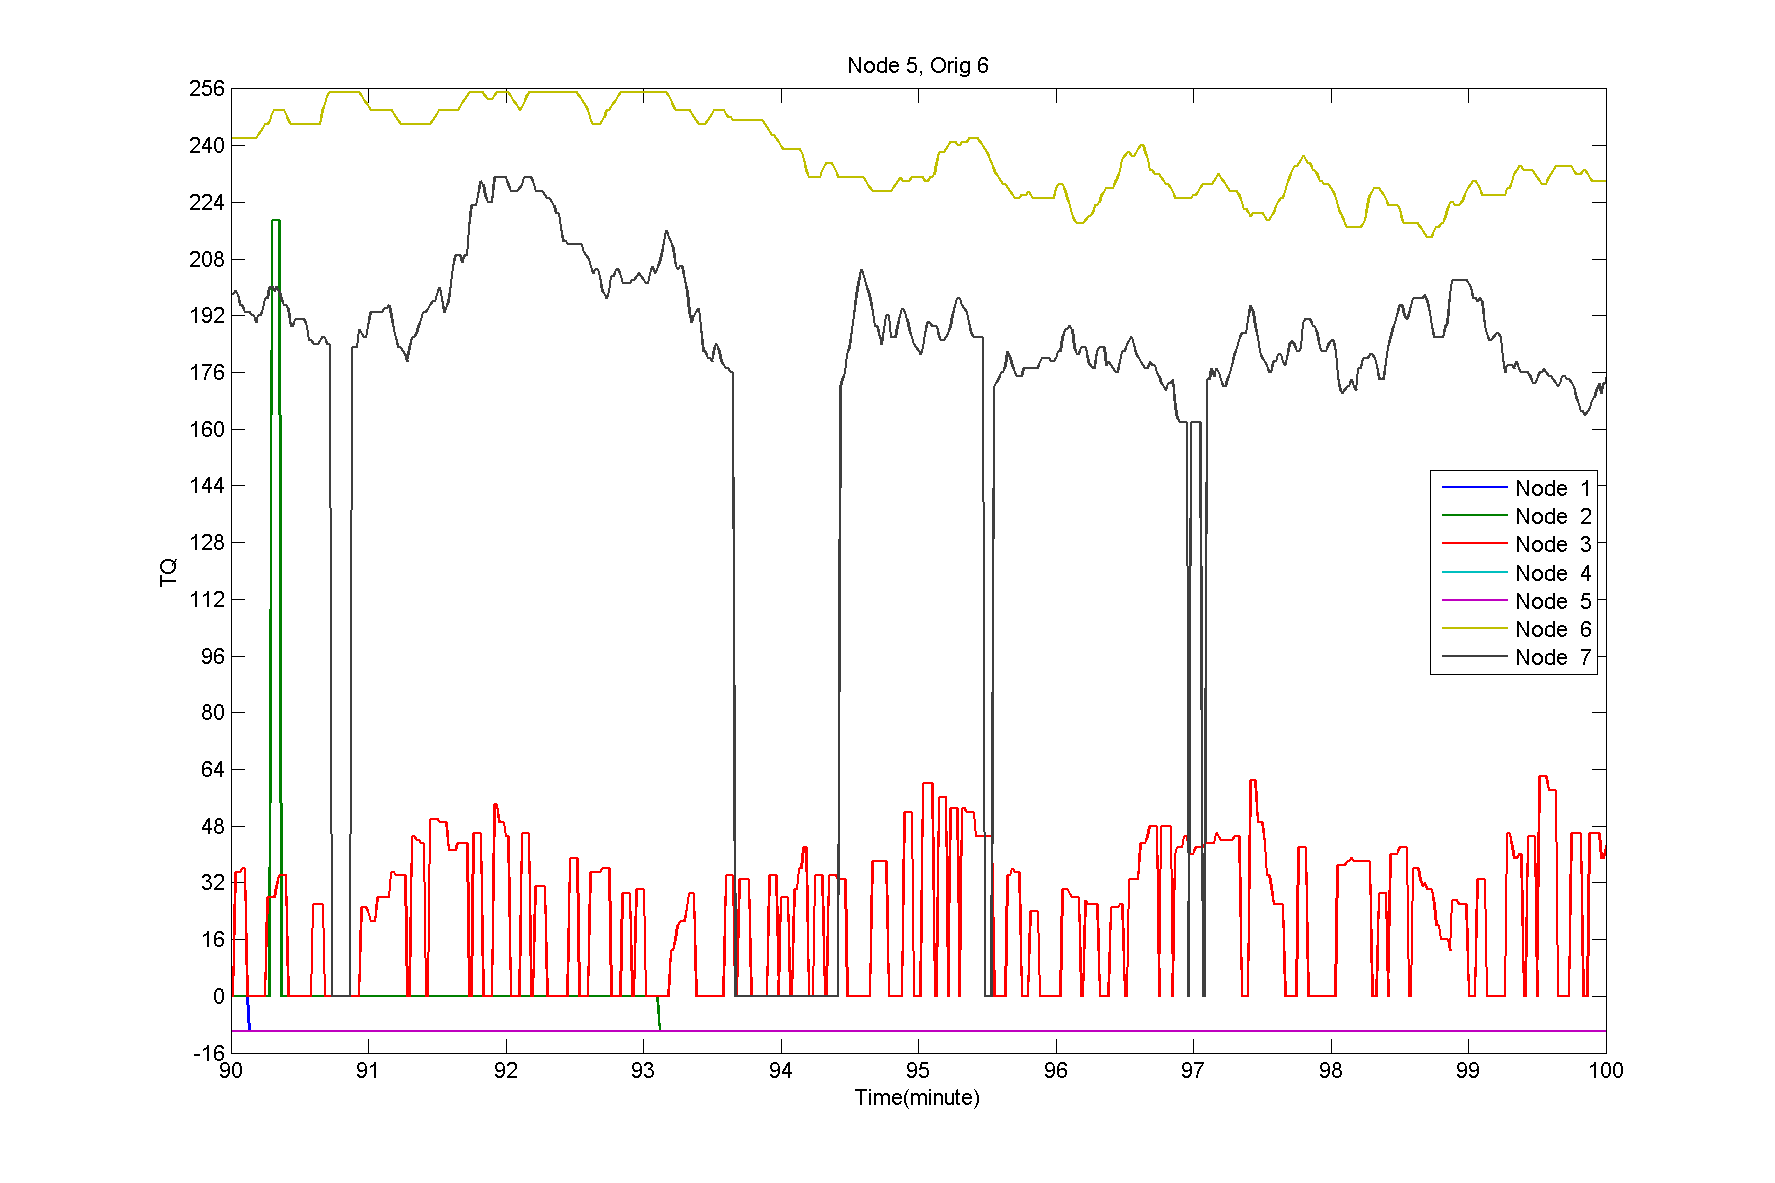 Node 5, Orig 6
256
240
224
208
192
176
160
144
128
112
96
80
64
48
32
16
0
-16
TQ
Node 1
Node 2
Node 3
Node 4
Node 5
Node 6
Node 7
90 91 92 93 94 95 96 97 98 99 100
Time(minute)